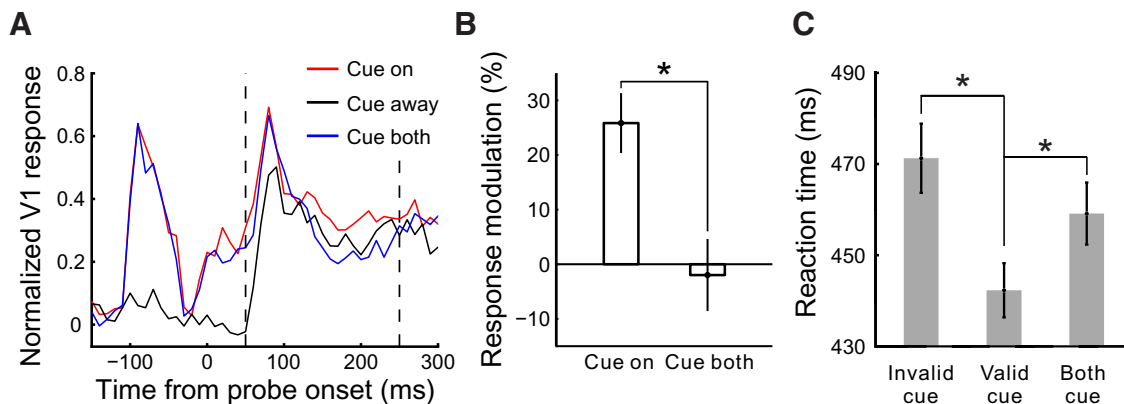 A
Normalized V1 response
0.8
0.6
0.4
0.2
0
−100
0
100
200
300
Time from probe onset (ms)
Cue on
Cue away
Cue both
B
Response modulation (%)
30
20
10
0
−10
*
Cue on
Cue both
C
Reaction time (ms)
490
470
450
430
*
*
Invalid
cue
Valid
cue
Both
cue